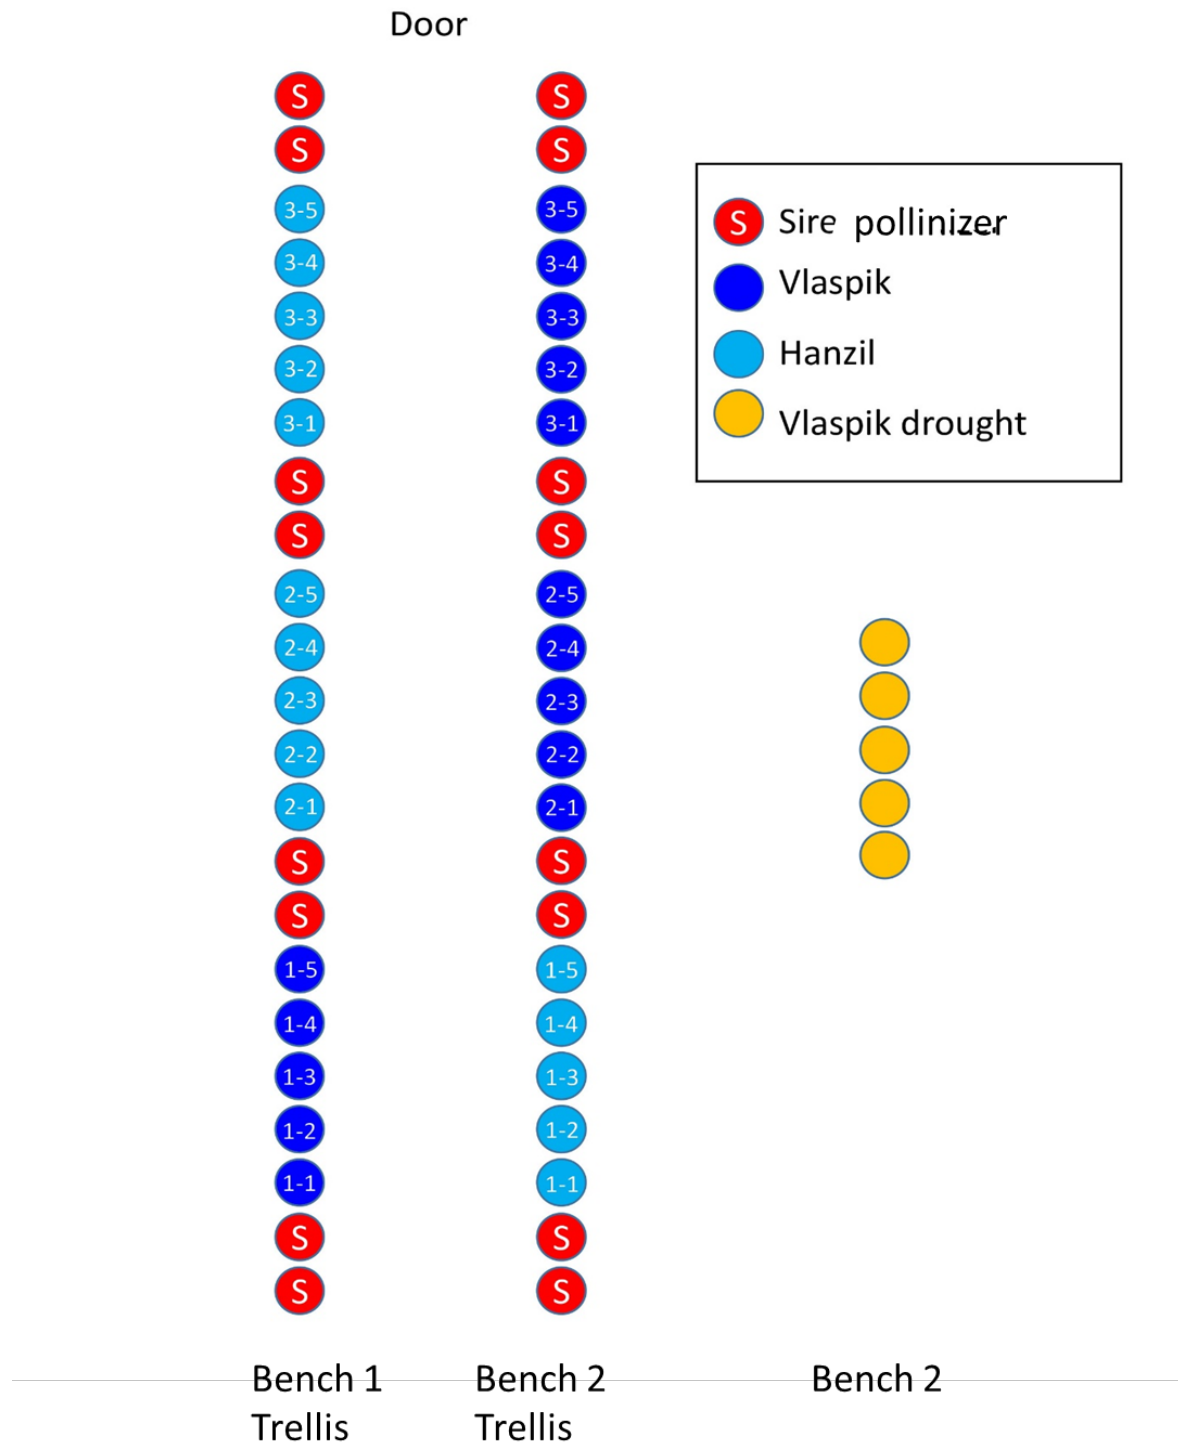 Door
S S
S S
3-5 3-5
3-4 3-4
3-3 3-3
3-2 3-2
3-1 3-1
S S
S S
2-5 2-5
2-4 2-4
2-3 2-3
2-2 2-2
2-1 2-1
S S
S S
1-5 1-5
1-4 1-4
1-3 1-3
1-2 1-2
1-1 1-1
S S
S S
S Sire pollinizer
Vlaspik
Hanzil
Vlaspik drought
Bench 1 Bench 2 Bench 2
Trellis Trellis